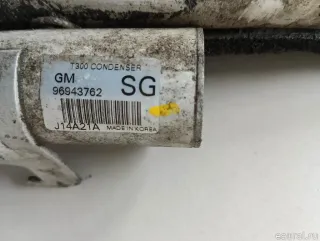 T300 CONDENSER
GM
SG
96943762
J14A21A MADE IN KOREA